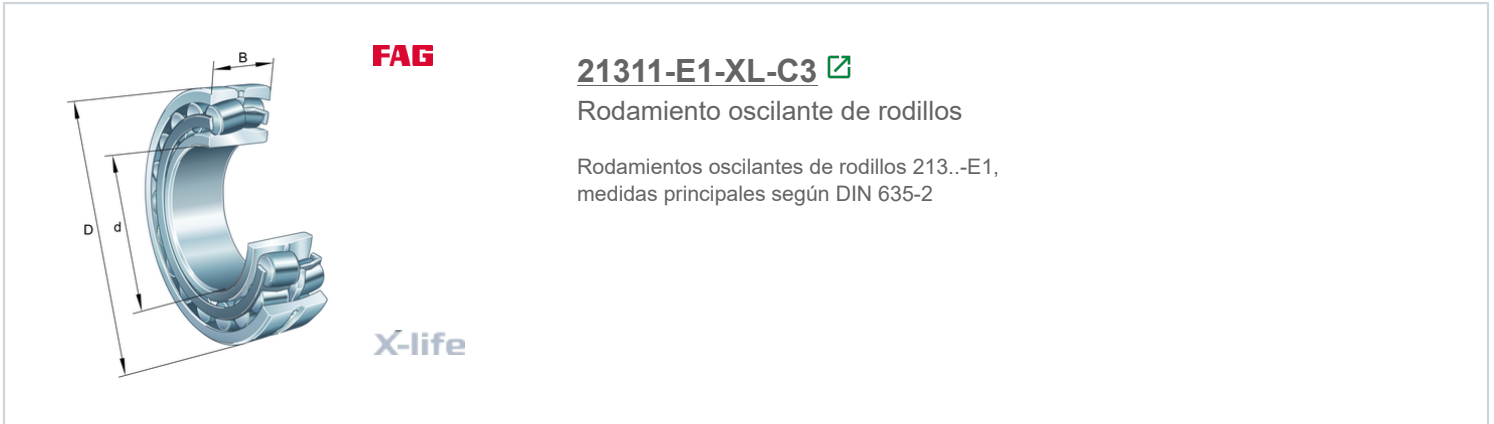 B
FAG
21311-E1-XL-C3
Rodamiento oscilante de rodillos
Rodamientos oscilantes de rodillos 213..-E1,
medidas principales según DIN 635-2
D
d
X-life